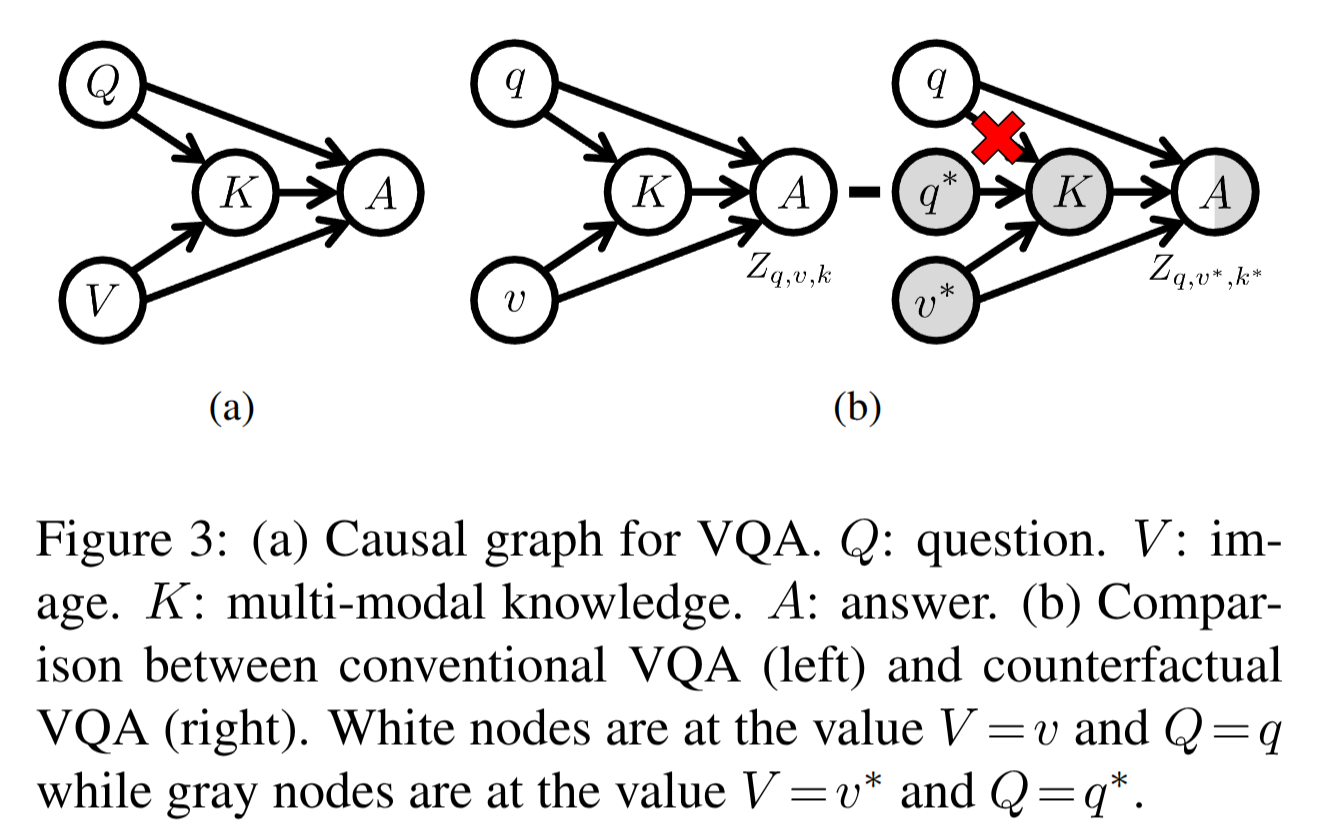 Q
K
A
V
q
K
A
v
Z_{q,v,k}
q
q*
K
A
v*
Z_{q,v*,k*}
(a)
(b)
Figure 3: (a) Causal graph for VQA. Q: question. V: im-
age. K: multi-modal knowledge. A: answer. (b) Compar-
ison between conventional VQA (left) and counterfactual
VQA (right). White nodes are at the value V=v and Q=q
while gray nodes are at the value V=v* and Q=q*.